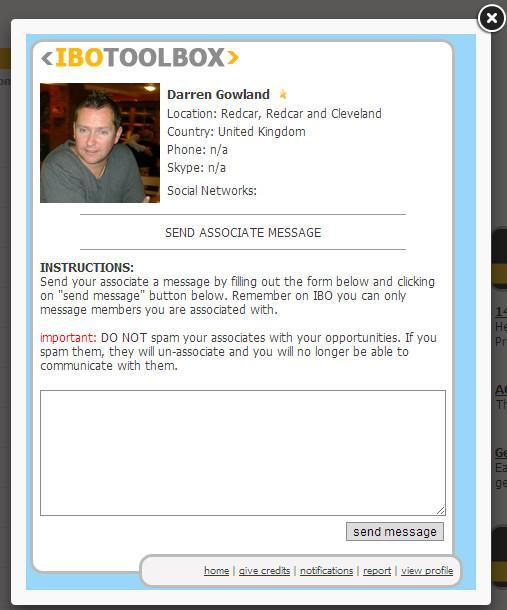 <IBOTOOLBOX>
Darren Gowland
Location: Redcar, Redcar and Cleveland
Country: United Kingdom
Phone: n/a
Skype: n/a
Social Networks:
SEND ASSOCIATE MESSAGE
INSTRUCTIONS:
Send your associate a message by filling out the form below and clicking
on "send message" button below. Remember on IBO you can only
message members you are associated with.
important: DO NOT spam your associates with your opportunities. If you
spam them, they will un-associate and you will no longer be able to
communicate with them.
send message
home | give credits | notifications | report | view profile